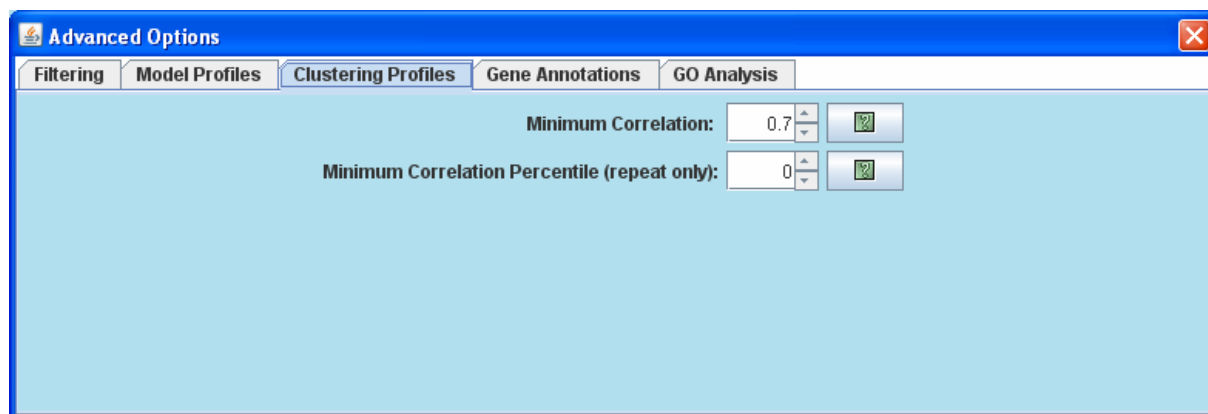 Advanced Options
Filtering Model Profiles Clustering Profiles Gene Annotations GO Analysis
Minimum Correlation: 0.7
Minimum Correlation Percentile (repeat only): 0